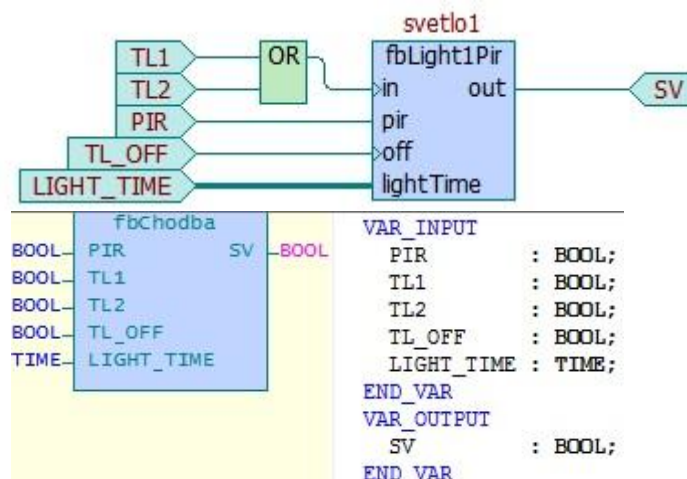 svetlo1
TL1 OR fbLight1Pir
TL2 in out SV
PIR pir
TL_OFF off
LIGHT_TIME lightTime
fbChodba
BOOL PIR SV BOOL
BOOL TL1
BOOL TL2
BOOL TL_OFF
TIME LIGHT_TIME
VAR_INPUT
PIR : BOOL;
TL1 : BOOL;
TL2 : BOOL;
TL_OFF : BOOL;
LIGHT_TIME : TIME;
END_VAR
VAR_OUTPUT
SV : BOOL;
END_VAR